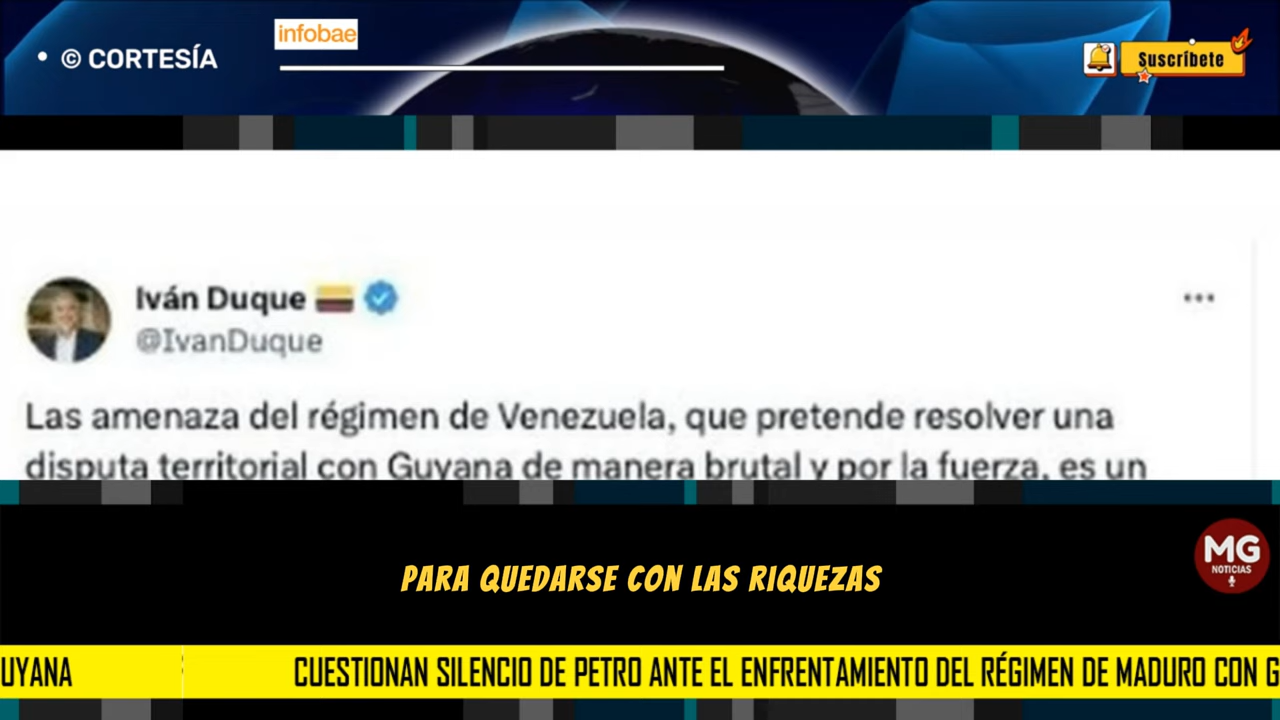 • © CORTESÍA
infobae
Suscríbete
Iván Duque
@IvanDuque
Las amenaza del régimen de Venezuela, que pretende resolver una
disputa territorial con Guyana de manera brutal y por la fuerza, es un
PARA QUEDARSE CON LAS RIQUEZAS
MG
NOTICIAS
UYANA CUESTIONAN SILENCIO DE PETRO ANTE EL ENFRENTAMIENTO DEL RÉGIMEN DE MADURO CON G